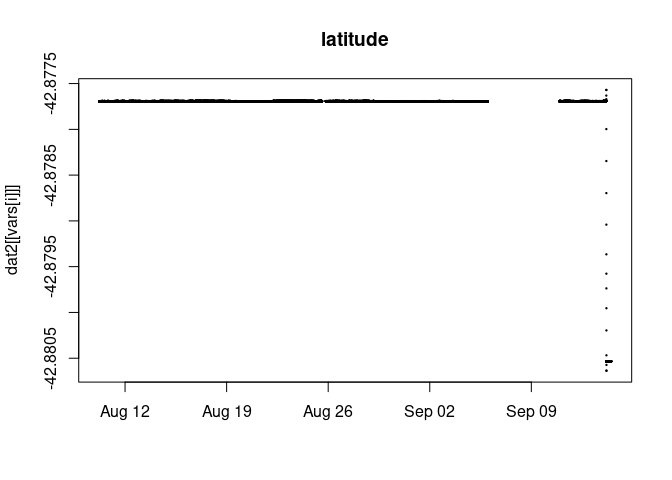 latitude
dat2[[vars[i]]]
-42.8775
-42.8785
-42.8795
-42.8805
Aug 12
Aug 19
Aug 26
Sep 02
Sep 09